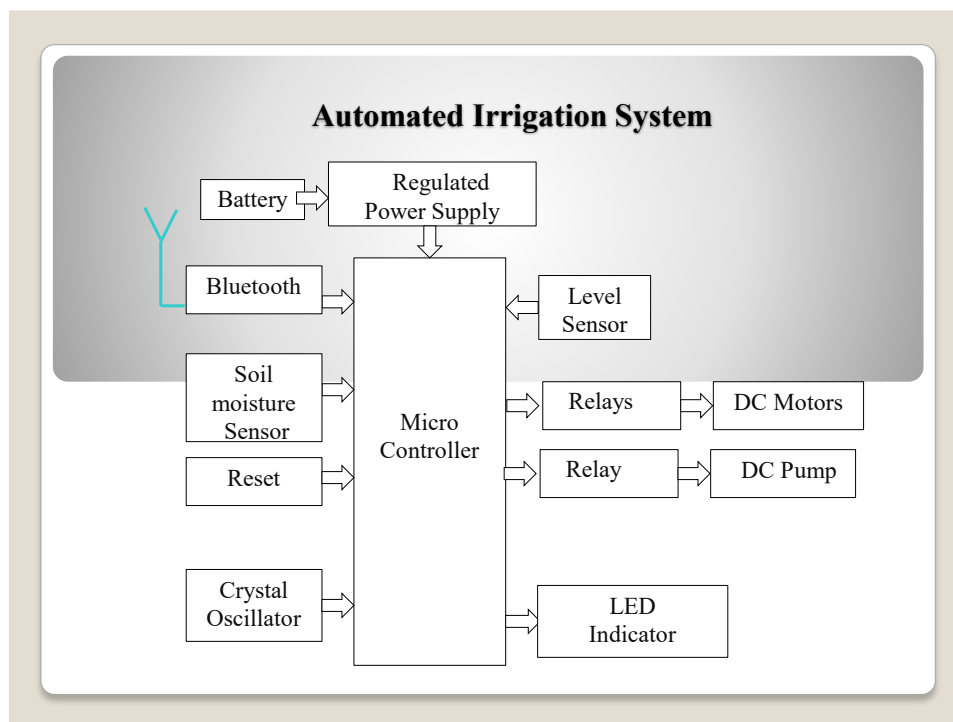 Automated Irrigation System
Battery
Regulated
Power Supply
Bluetooth
Level
Sensor
Soil
moisture
Sensor
Micro
Controller
Relays
DC Motors
Reset
Relay
DC Pump
Crystal
Oscillator
LED
Indicator